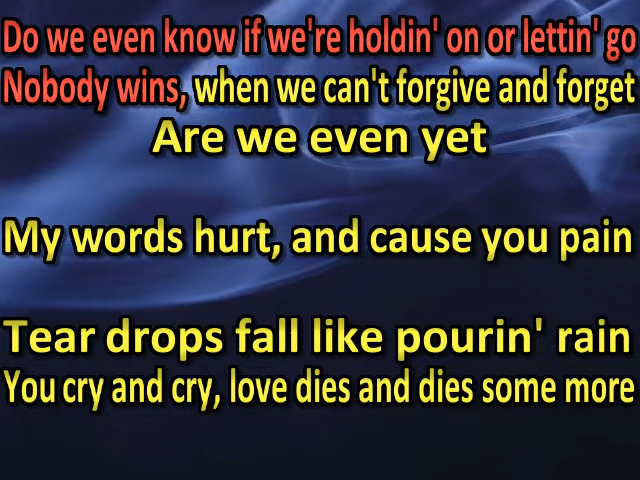 Do we even know if we're holdin' on or lettin' go
Nobody wins, when we can't forgive and forget
Are we even yet
My words hurt, and cause you pain
Tear drops fall like pourin' rain
You cry and cry, love dies and dies some more